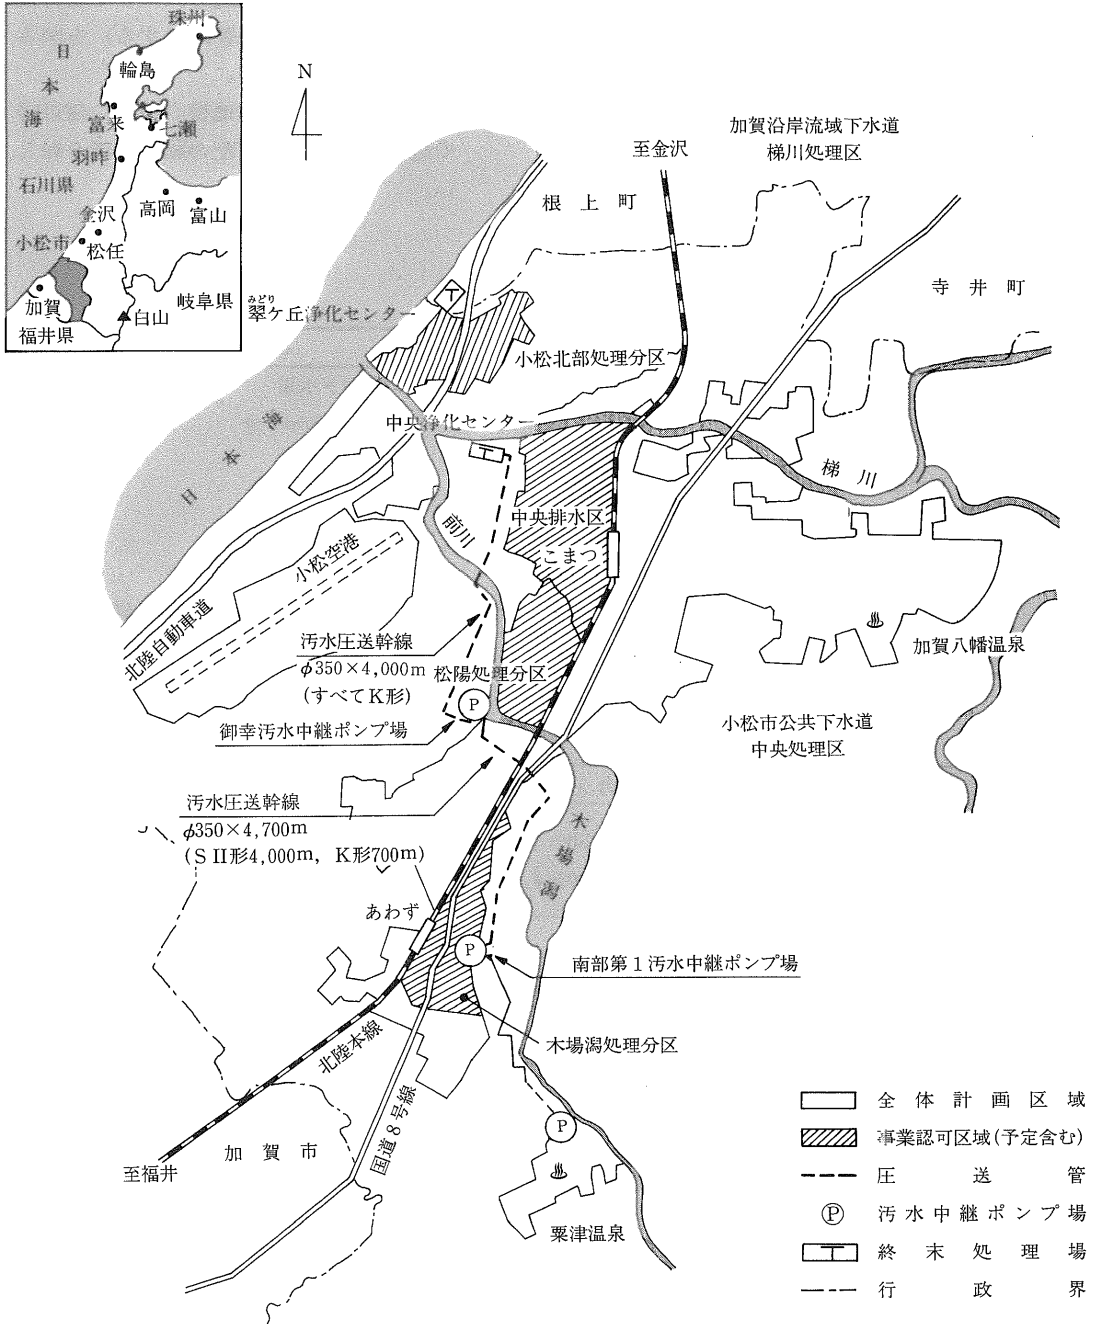 珠州
日本海
輪島
富来
七瀬
羽咋
石川県
高岡
富山
金沢
小松市
松任
加賀
岐阜県
白山
福井県
N
至金沢
加賀沿岸流域下水道
梯川処理区
根上町
寺井町
みどり
翠ケ丘浄化センター
小松北部処理分区
中央浄化センター
日本海
梯川
前川
中央排水区
こまつ
小松空港
北陸自動車道
汚水圧送幹線
φ350×4,000m
(すべてK形)
松陽処理分区
P
御幸汚水中継ポンプ場
加賀八幡温泉
小松市公共下水道
中央処理区
汚水圧送幹線
φ350×4,700m
(SⅡ形4,000m, K形700m)
木場潟
あわず
P
南部第1汚水中継ポンプ場
木場潟処理分区
北陸本線
国道8号線
加賀市
至福井
P
粟津温泉
全体計画区域
事業認可区域(予定含む)
圧送管
Ⓟ 汚水中継ポンプ場
T 終末処理場
行政界